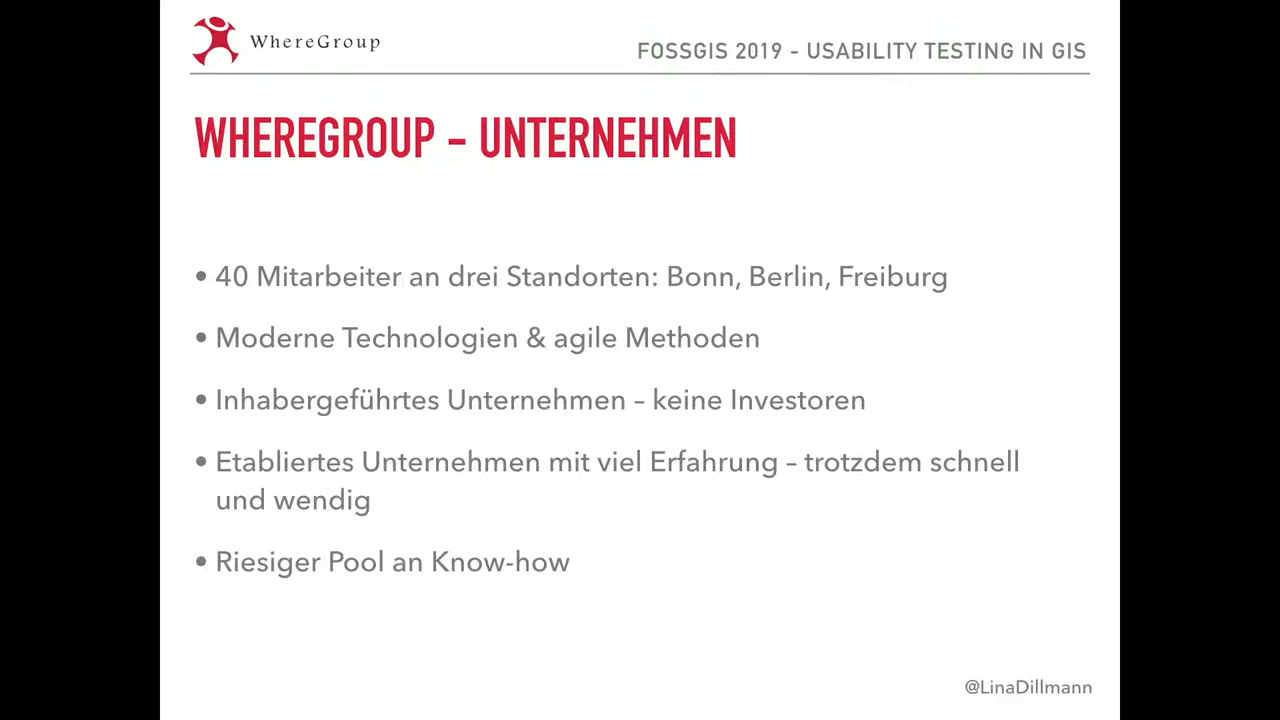 WhereGroup
FOSSGIS 2019 - USABILITY TESTING IN GIS
WHEREGROUP - UNTERNEHMEN
• 40 Mitarbeiter an drei Standorten: Bonn, Berlin, Freiburg
• Moderne Technologien & agile Methoden
• Inhabergeführtes Unternehmen – keine Investoren
• Etabliertes Unternehmen mit viel Erfahrung – trotzdem schnell
und wendig
• Riesiger Pool an Know-how
@LinaDillmann